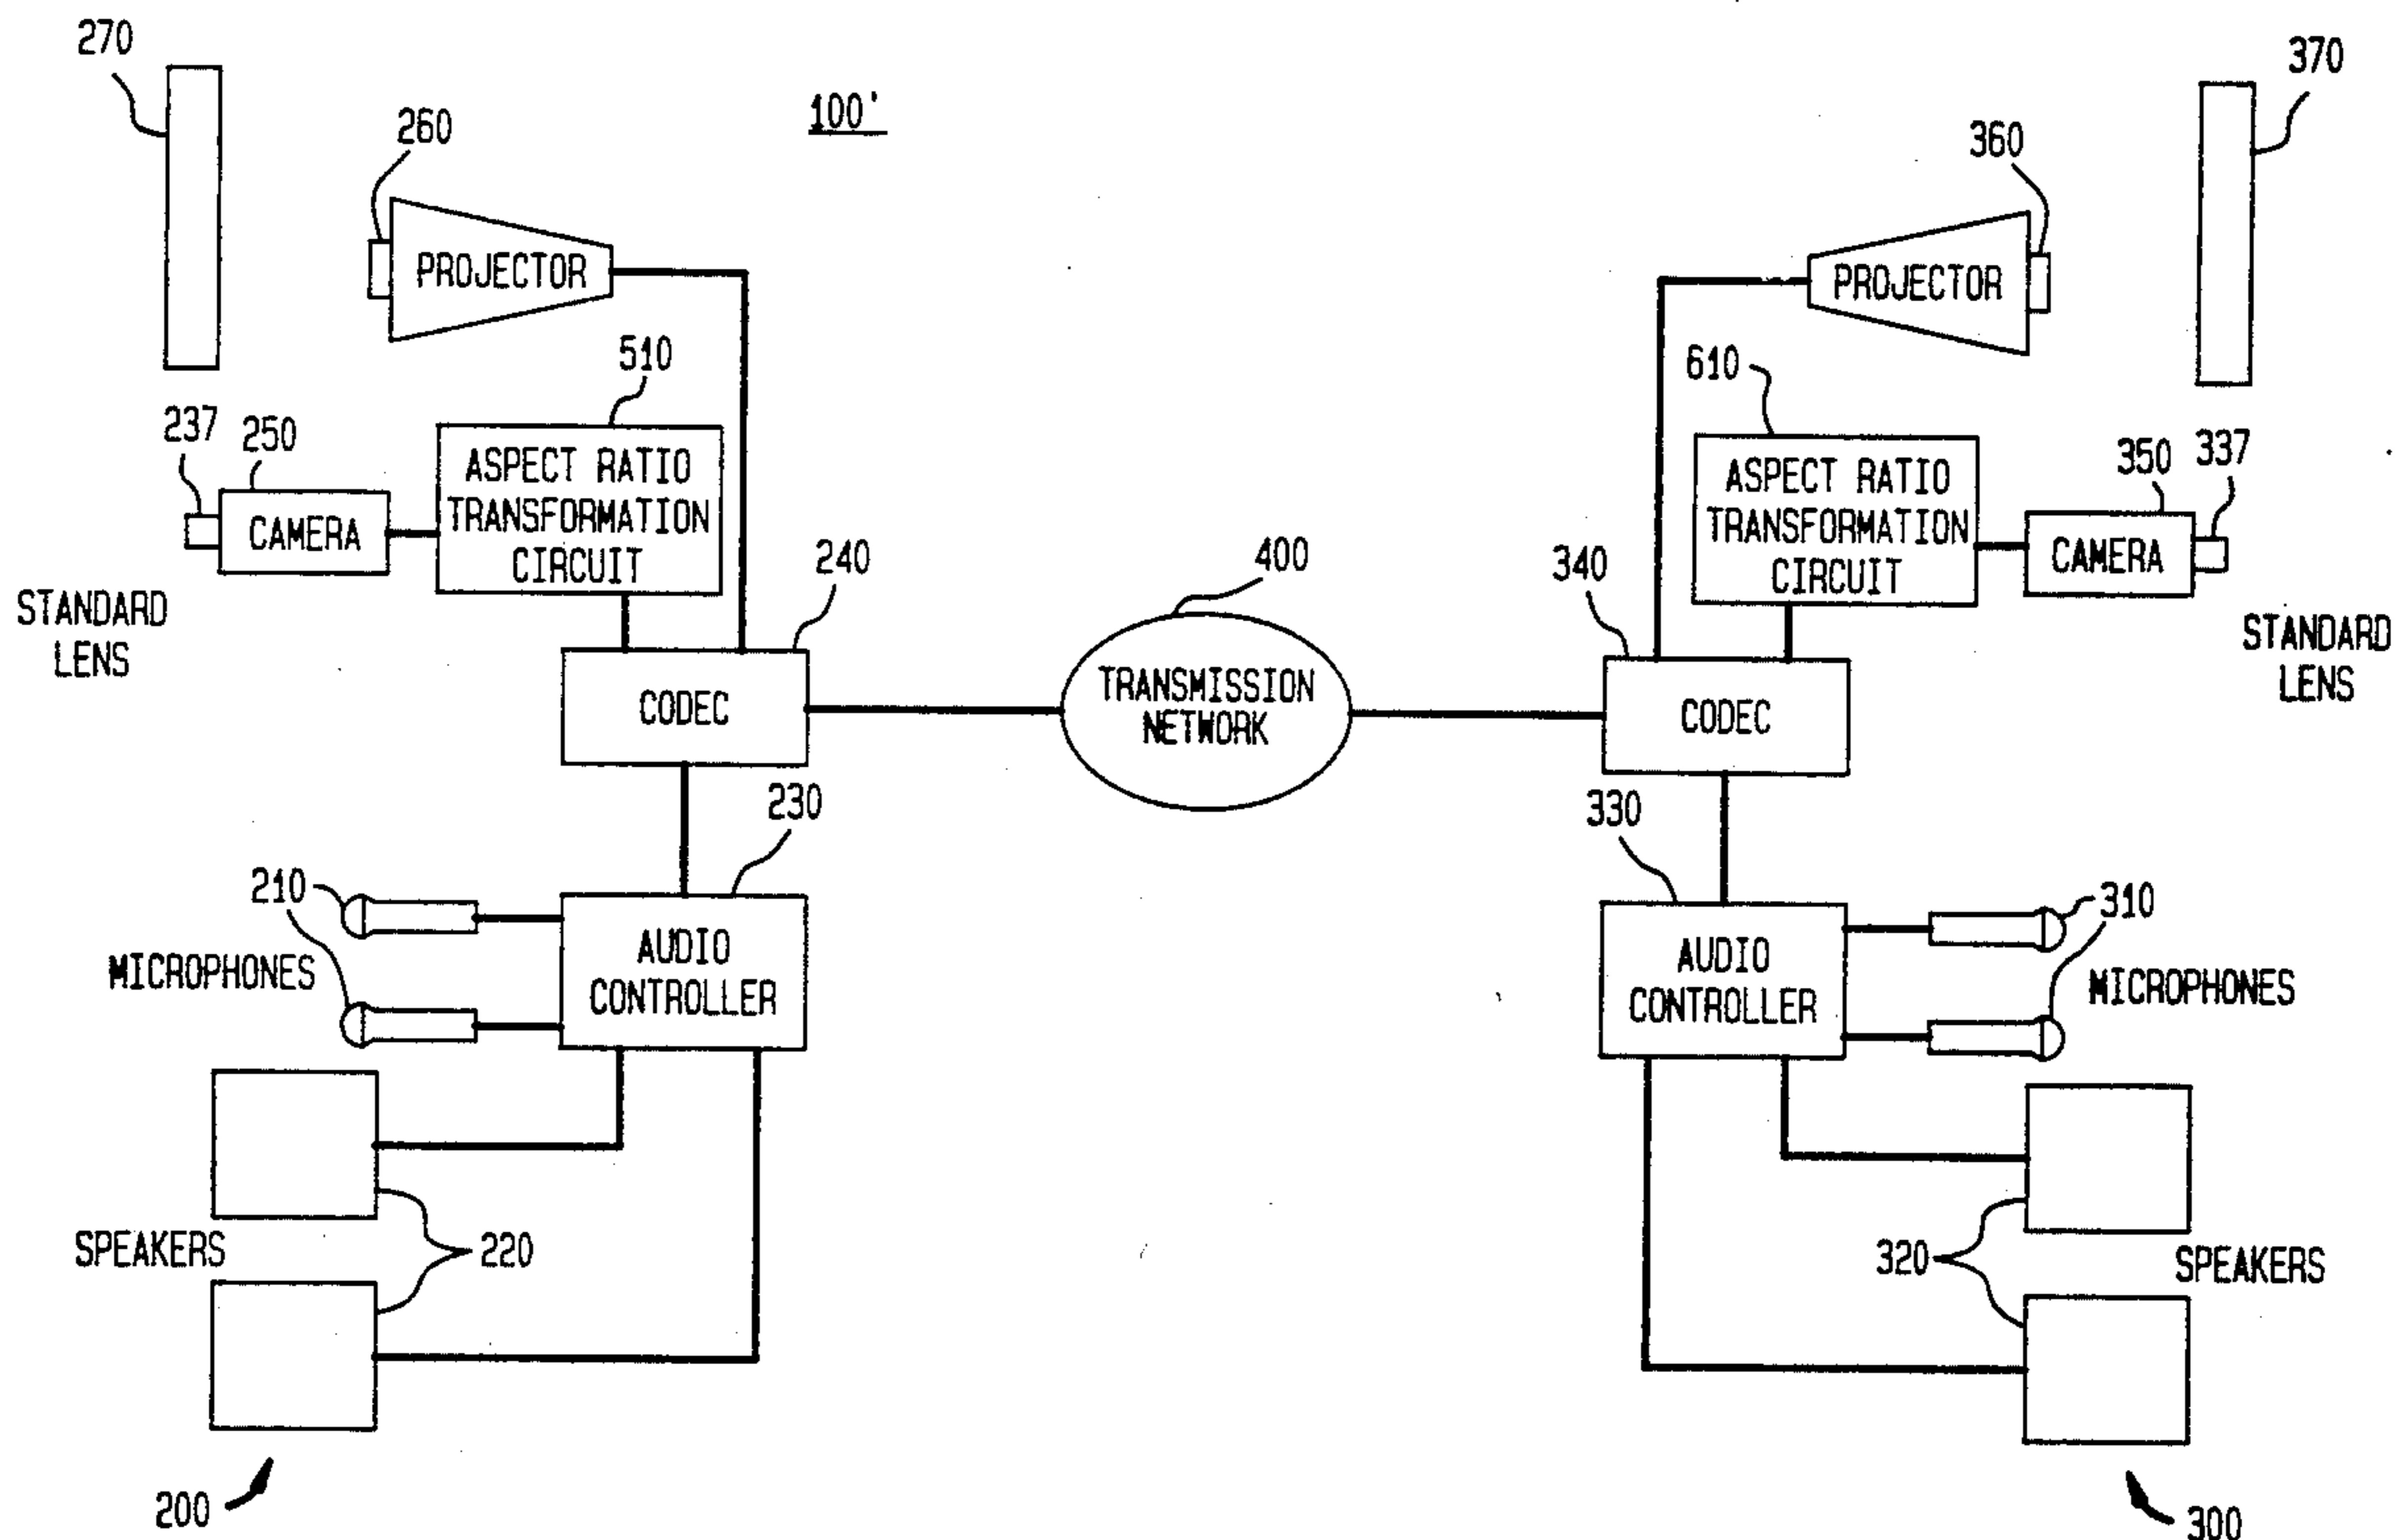 270
370
100'
260
360
PROJECTOR
PROJECTOR
510
610
237
250
350
337
ASPECT RATIO
TRANSFORMATION
CIRCUIT
ASPECT RATIO
TRANSFORMATION
CIRCUIT
CAMERA
CAMERA
STANDARD
LENS
STANDARD
LENS
240
400
340
CODEC
TRANSMISSION
NETWORK
CODEC
230
330
210
310
AUDIO
CONTROLLER
AUDIO
CONTROLLER
MICROPHONES
MICROPHONES
SPEAKERS
220
320
SPEAKERS
200
300